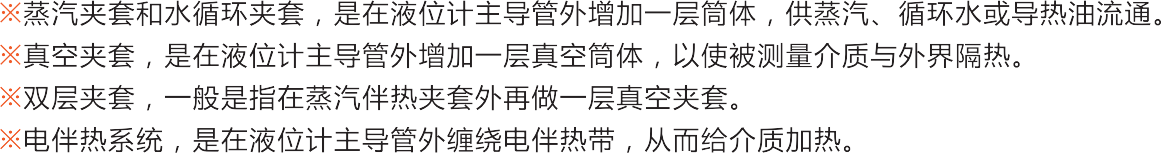 ※蒸汽夹套和水循环夹套，是在液位计主导管外增加一层筒体，供蒸汽、循环水或导热油流通。
※真空夹套，是在液位计主导管外增加一层真空筒体，以使被测量介质与外界隔热。
※双层夹套，一般是指在蒸汽伴热夹套外再做一层真空夹套。
※电伴热系统，是在液位计主导管外缠绕电伴热带，从而给介质加热。